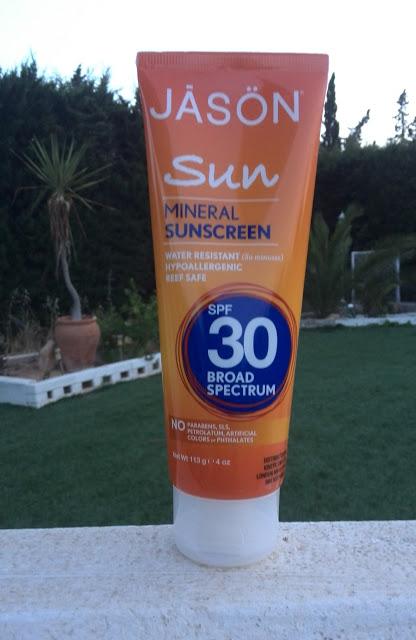 JĀSÖN
Sun
MINERAL
SUNSCREEN
WATER RESISTANT (80 minutes)
HYPOALLERGENIC
REEF SAFE
SPF
30
BROAD
SPECTRUM
NO PARABENS, SLS,
PETROLATUM, ARTIFICIAL
COLORS or PHTHALATES
Net Wt 113 g | 4 oz